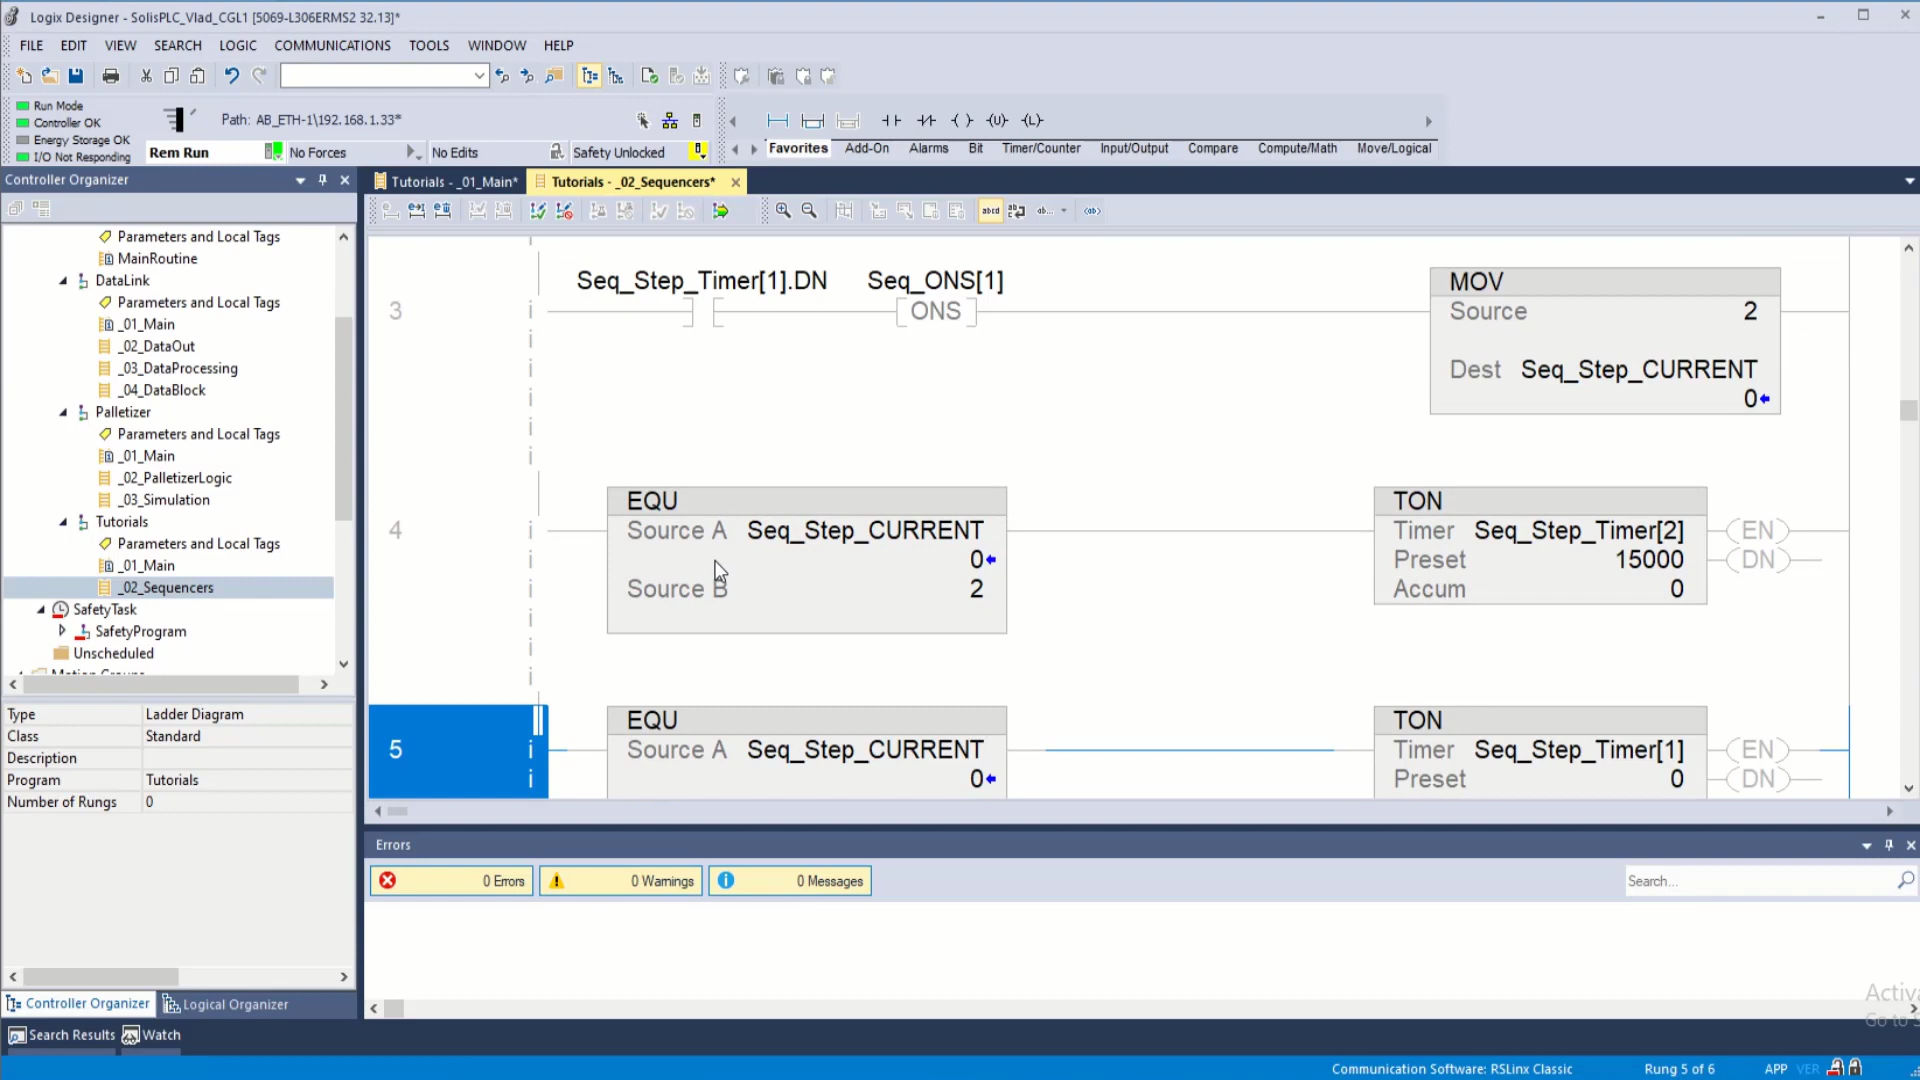 Logix Designer - SolisPLC_Vlad_CGL1 [5069-L306ERMS2 32.13]*
FILE EDIT VIEW SEARCH LOGIC COMMUNICATIONS TOOLS WINDOW HELP
Run Mode
Controller OK
Energy Storage OK
I/O Not Responding
Path: AB_ETH-1\192.168.1.33*
Rem Run No Forces No Edits Safety Unlocked
Favorites Add-On Alarms Bit Timer/Counter Input/Output Compare Compute/Math Move/Logical
Controller Organizer
Tutorials - _01_Main* Tutorials - _02_Sequencers*
Parameters and Local Tags
MainRoutine
DataLink
Parameters and Local Tags
_01_Main
_02_DataOut
_03_DataProcessing
_04_DataBlock
Palletizer
Parameters and Local Tags
_01_Main
_02_PalletizerLogic
_03_Simulation
Tutorials
Parameters and Local Tags
_01_Main
_02_Sequencers
SafetyTask
SafetyProgram
Unscheduled
Type Ladder Diagram
Class Standard
Description
Program Tutorials
Number of Rungs 0
Controller Organizer Logical Organizer
3
Seq_Step_Timer[1].DN Seq_ONS[1]
ONS
MOV
Source 2
Dest Seq_Step_CURRENT
0
4
EQU
Source A Seq_Step_CURRENT
0
Source B 2
TON
Timer Seq_Step_Timer[2]
Preset 15000
Accum 0
EN
DN
5
EQU
Source A Seq_Step_CURRENT
0
TON
Timer Seq_Step_Timer[1]
Preset 0
EN
DN
Errors
0 Errors 0 Warnings 0 Messages
Search...
Search Results Watch
Communication Software: RSLinx Classic Rung 5 of 6 APP VER